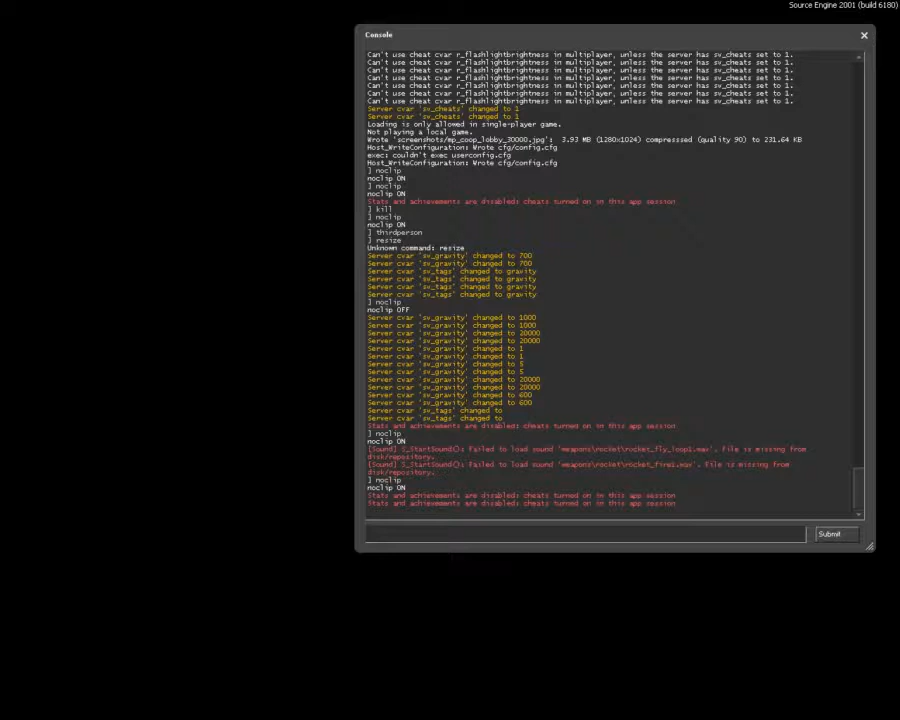 Source Engine 2001 (build 6180)
Console
Can't use cheat cvar r_flashlightbrightness in multiplayer, unless the server has sv_cheats set to 1.
Can't use cheat cvar r_flashlightbrightness in multiplayer, unless the server has sv_cheats set to 1.
Can't use cheat cvar r_flashlightbrightness in multiplayer, unless the server has sv_cheats set to 1.
Can't use cheat cvar r_flashlightbrightness in multiplayer, unless the server has sv_cheats set to 1.
Can't use cheat cvar r_flashlightbrightness in multiplayer, unless the server has sv_cheats set to 1.
Can't use cheat cvar r_flashlightbrightness in multiplayer, unless the server has sv_cheats set to 1.
Can't use cheat cvar r_flashlightbrightness in multiplayer, unless the server has sv_cheats set to 1.
Server cvar 'sv_cheats' changed to 1
Server cvar 'sv_cheats' changed to 1
Loading is only allowed in single-player game.
Not playing a local game.
Wrote 'screenshots/mp_coop_lobby_30000.jpg': 3.93 MB (1280x1024) compresssed (quality 90) to 231.64 KB
Host_WriteConfiguration: Wrote cfg/config.cfg
exec: couldn't exec userconfig.cfg
Host_WriteConfiguration: Wrote cfg/config.cfg
] noclip
noclip ON
] noclip
noclip ON
Stats and achievements are disabled: cheats turned on in this app session
] kill
] noclip
noclip ON
] thirdperson
] resize
Unknown command: resize
Server cvar 'sv_gravity' changed to 700
Server cvar 'sv_gravity' changed to 700
Server cvar 'sv_tags' changed to gravity
Server cvar 'sv_tags' changed to gravity
Server cvar 'sv_tags' changed to gravity
Server cvar 'sv_tags' changed to gravity
] noclip
noclip OFF
Server cvar 'sv_gravity' changed to 1000
Server cvar 'sv_gravity' changed to 1000
Server cvar 'sv_gravity' changed to 20000
Server cvar 'sv_gravity' changed to 20000
Server cvar 'sv_gravity' changed to 1
Server cvar 'sv_gravity' changed to 1
Server cvar 'sv_gravity' changed to 5
Server cvar 'sv_gravity' changed to 5
Server cvar 'sv_gravity' changed to 20000
Server cvar 'sv_gravity' changed to 20000
Server cvar 'sv_gravity' changed to 600
Server cvar 'sv_gravity' changed to 600
Server cvar 'sv_tags' changed to
Server cvar 'sv_tags' changed to
Stats and achievements are disabled: cheats turned on in this app session
] noclip
noclip ON
[Sound] S_StartSound(): Failed to load sound 'weapons\rocket\rocket_fly_loop1.wav'. File is missing from
disk/repository.
[Sound] S_StartSound(): Failed to load sound 'weapons\rocket\rocket_fire1.wav'. File is missing from
disk/repository.
] noclip
noclip ON
Stats and achievements are disabled: cheats turned on in this app session
Stats and achievements are disabled: cheats turned on in this app session
Submit